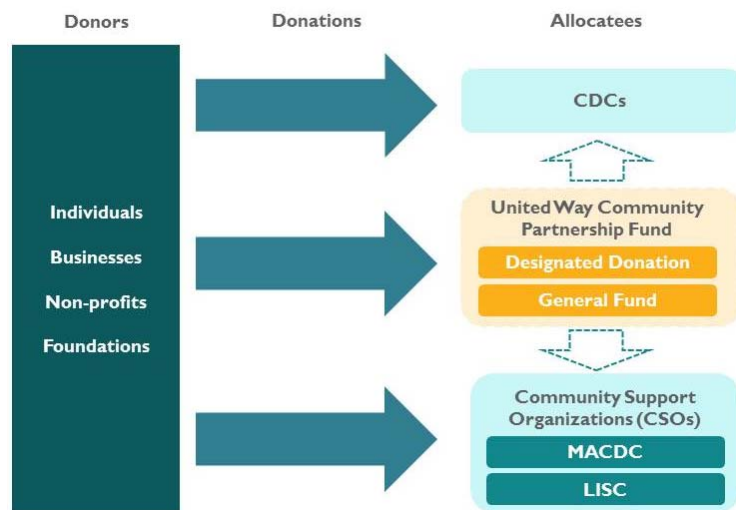 Donors
Donations
Allocatees
Individuals
Businesses
Non-profits
Foundations
CDCs
United Way Community
Partnership Fund
Designated Donation
General Fund
Community Support
Organizations (CSOs)
MACDC
LISC